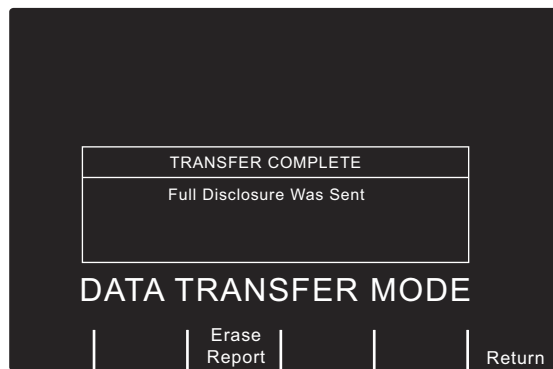 TRANSFER COMPLETE
Full Disclosure Was Sent
DATA TRANSFER MODE
Erase
Report
Return